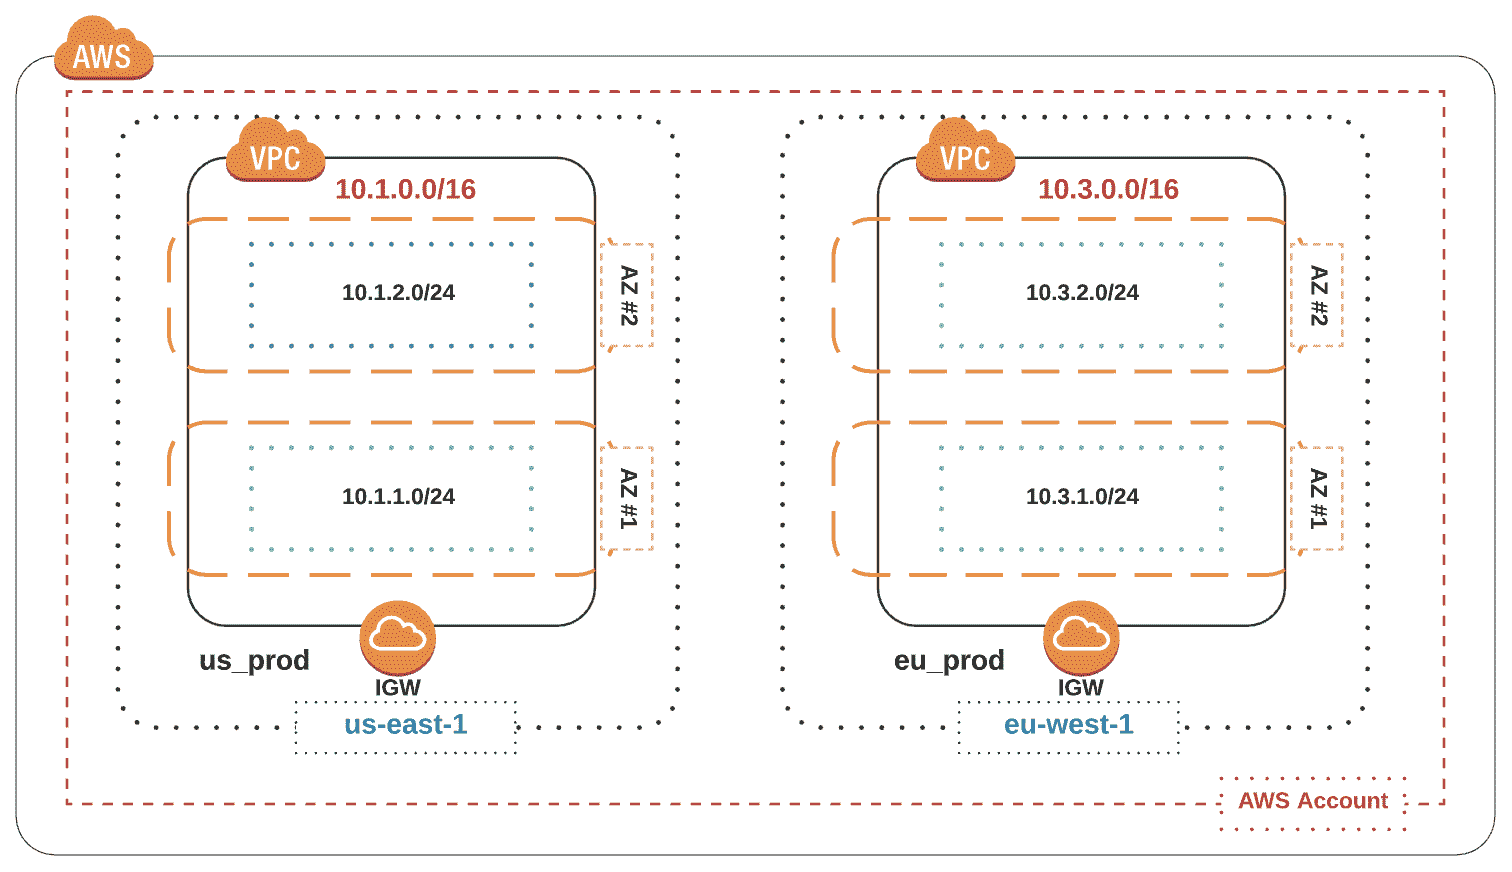 AWS
VPC
10.1.0.0/16
10.1.2.0/24
AZ #2
10.1.1.0/24
AZ #1
us_prod
IGW
us-east-1
VPC
10.3.0.0/16
10.3.2.0/24
AZ #2
10.3.1.0/24
AZ #1
eu_prod
IGW
eu-west-1
AWS Account